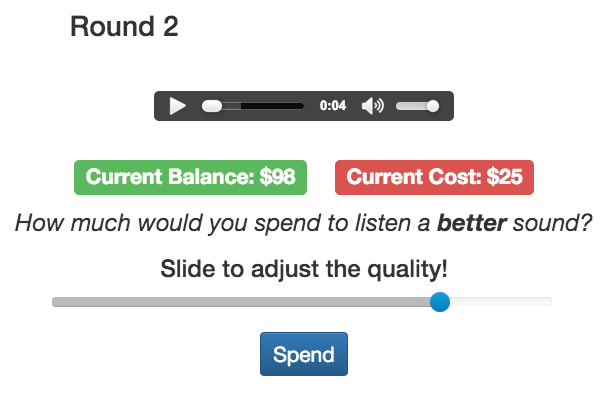 Round 2
0:04
Current Balance: $98 Current Cost: $25
How much would you spend to listen a better sound?
Slide to adjust the quality!
Spend